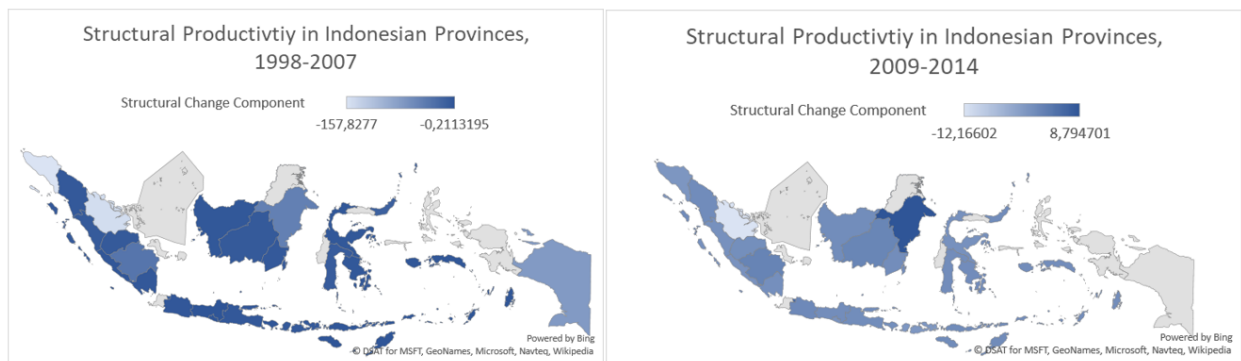 Structural Productivtiy in Indonesian Provinces,
1998-2007
Structural Change Component
-157,8277 -0,2113195
Powered by Bing
© DSAT for MSFT, GeoNames, Microsoft, Navteq, Wikipedia
Structural Productivtiy in Indonesian Provinces,
2009-2014
Structural Change Component
-12,16602 8,794701
Powered by Bing
© DSAT for MSFT, GeoNames, Microsoft, Navteq, Wikipedia